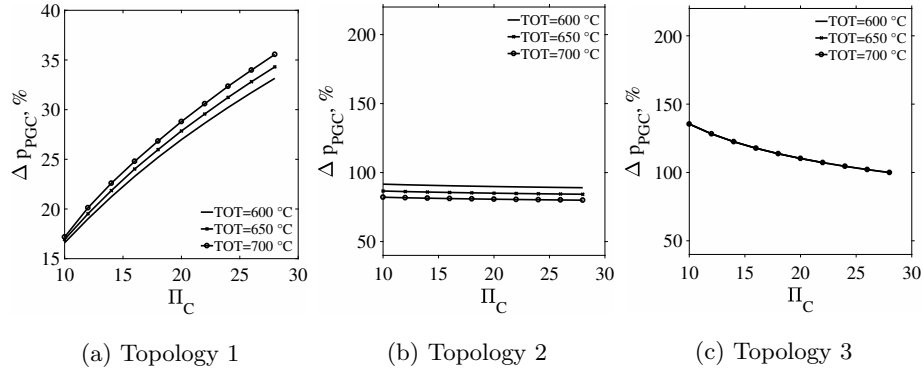 40
35
30
25
20
15
Δ p_PGC, %
TOT=600 °C
TOT=650 °C
TOT=700 °C
10 15 20 25 30
Π_C
(a) Topology 1
200
150
100
50
Δ p_PGC, %
TOT=600 °C
TOT=650 °C
TOT=700 °C
10 15 20 25 30
Π_C
(b) Topology 2
200
150
100
50
Δ p_PGC, %
TOT=600 °C
TOT=650 °C
TOT=700 °C
10 15 20 25 30
Π_C
(c) Topology 3